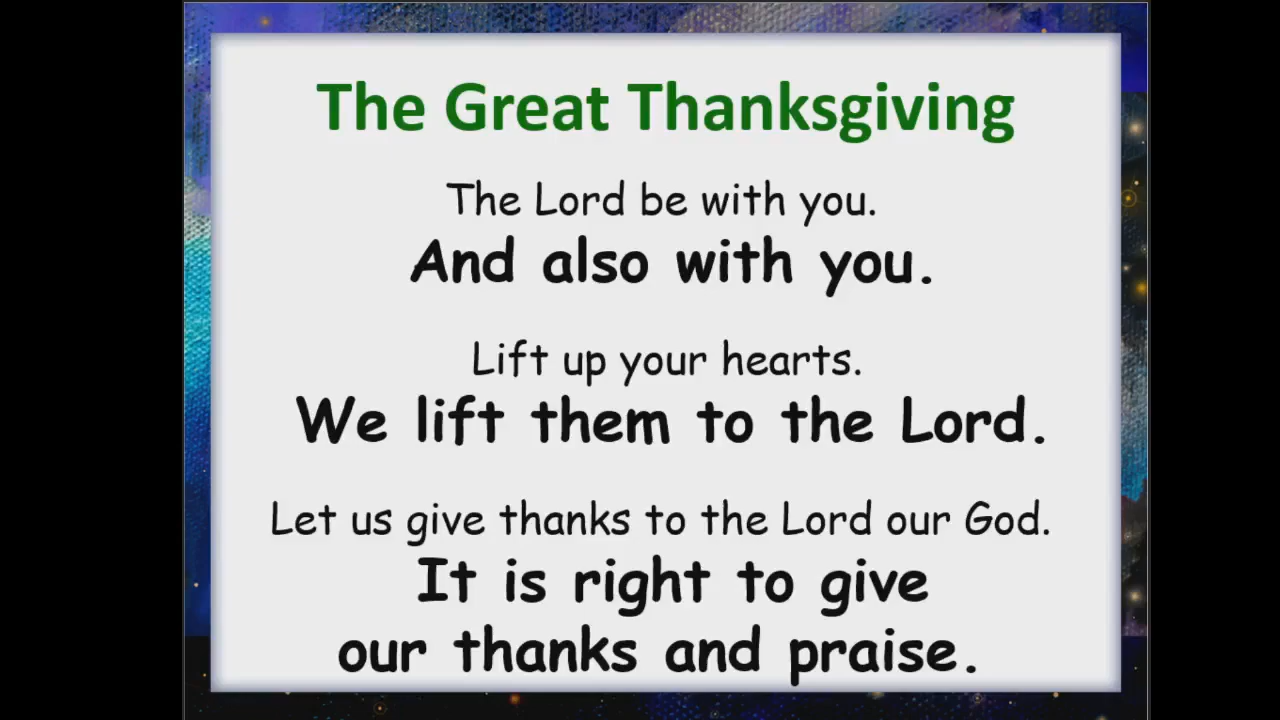 The Great Thanksgiving
The Lord be with you.
And also with you.
Lift up your hearts.
We lift them to the Lord.
Let us give thanks to the Lord our God.
It is right to give
our thanks and praise.